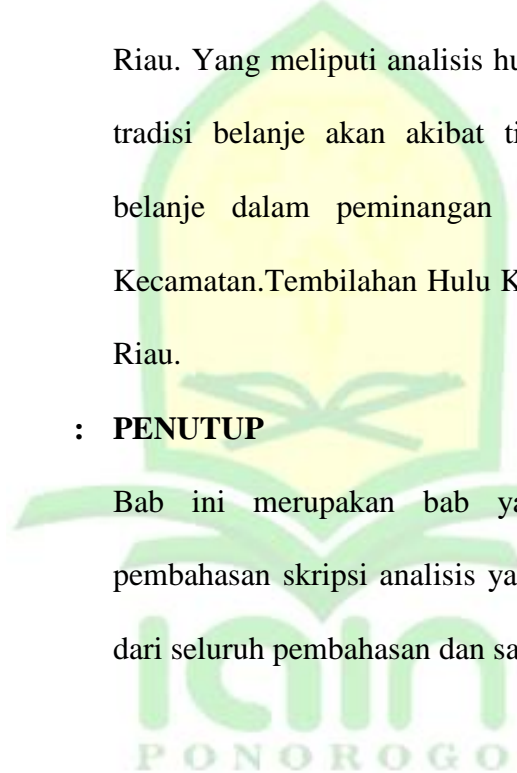 Riau. Yang meliputi analisis hu
tradisi belanje akan akibat ti
belanje dalam peminangan
Kecamatan.Tembilahan Hulu K
Riau.
: PENUTUP
Bab ini merupakan bab ya
pembahasan skripsi analisis ya
dari seluruh pembahasan dan sa
iain
PONOROGO